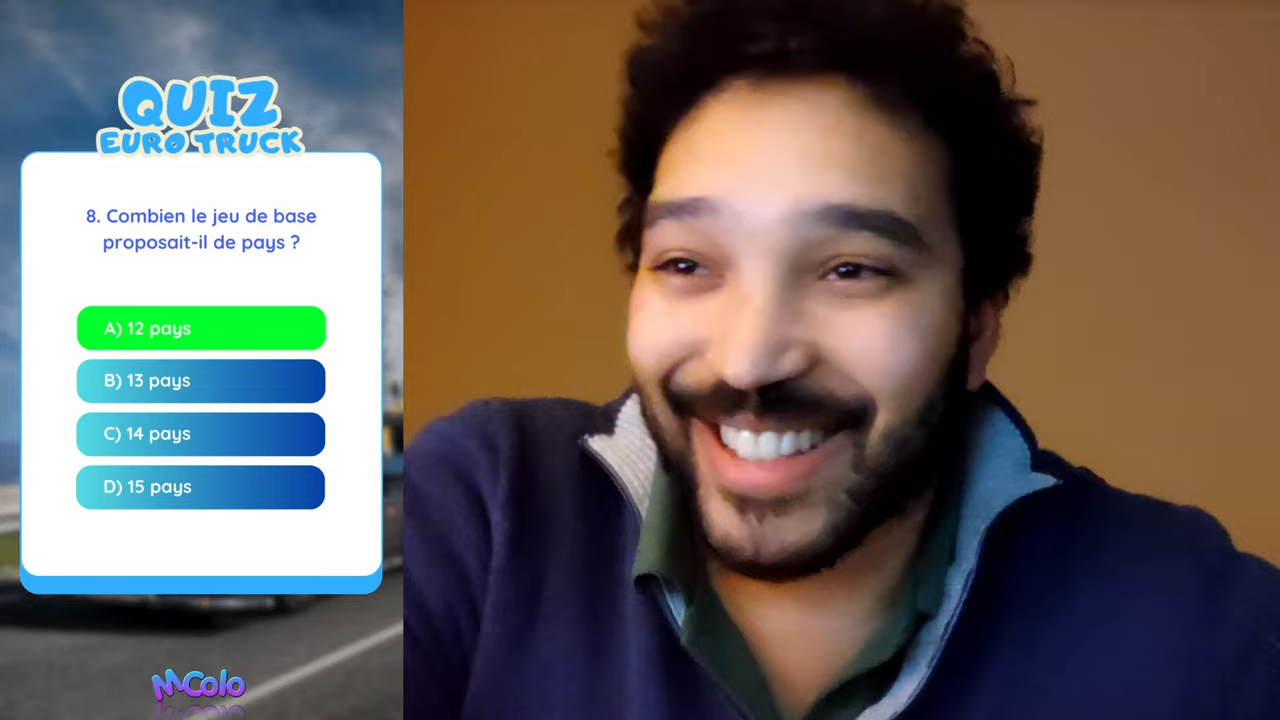 QUIZ
EURO TRUCK
8. Combien le jeu de base
proposait-il de pays ?
A) 12 pays
B) 13 pays
C) 14 pays
D) 15 pays
McColo